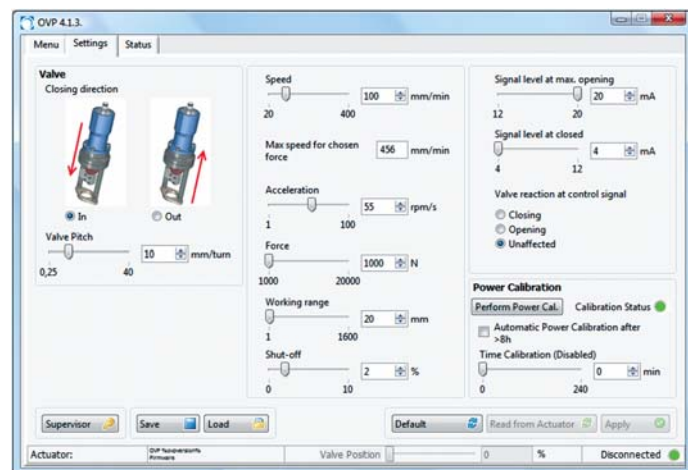 OVP 4.1.3.
Menu Settings Status
Valve
Closing direction
In Out
Valve Pitch
10 mm/turn
0,25 40
Speed
100 mm/min
20 400
Max speed for chosen
force
456 mm/min
Acceleration
55 rpm/s
1 100
Force
1000 N
1000 20000
Working range
20 mm
1 1600
Shut-off
2 %
0 10
Signal level at max. opening
20 mA
12 20
Signal level at closed
4 mA
4 12
Valve reaction at control signal
Closing
Opening
Unaffected
Power Calibration
Perform Power Cal. Calibration Status
Automatic Power Calibration after
>8h
Time Calibration (Disabled)
0 min
0 240
Supervisor Save Load Default Read from Actuator Apply
Actuator: OVP %ovpversion% Valve Position 0 % Disconnected
Firmware